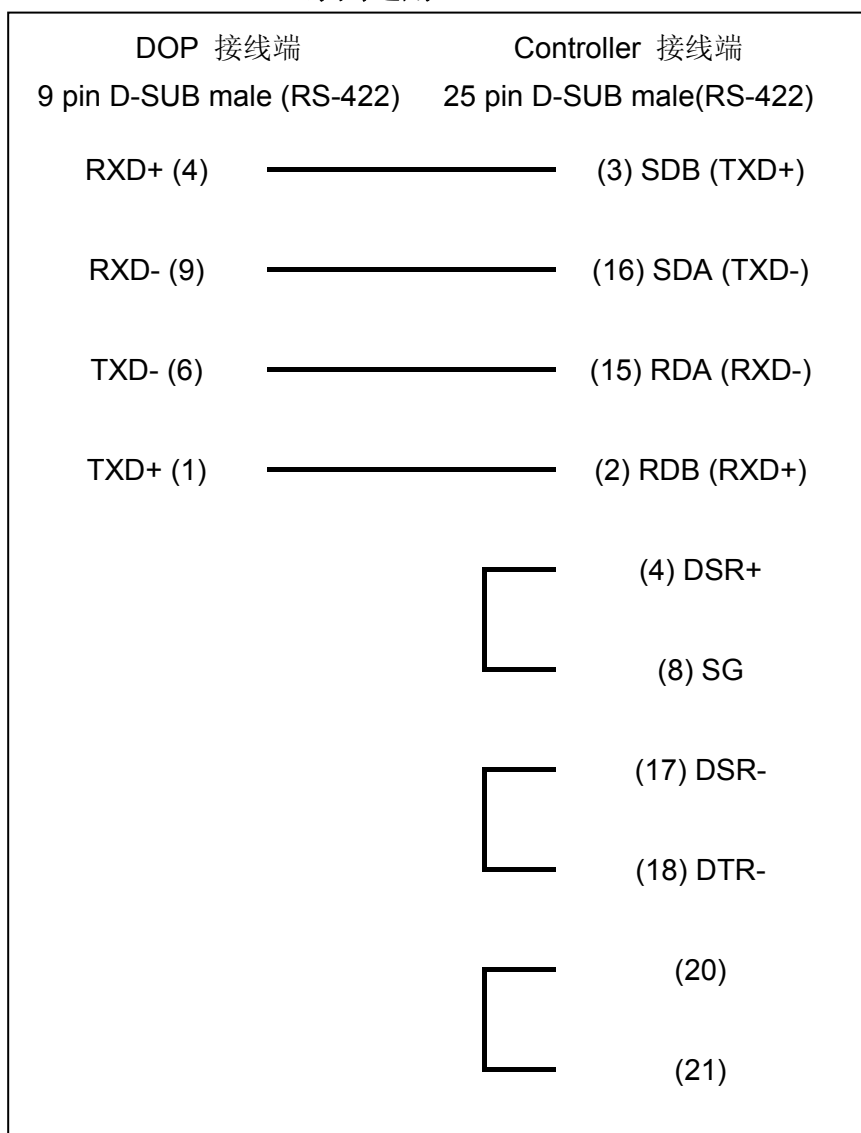 DOP 接线端 Controller 接线端
9 pin D-SUB male (RS-422) 25 pin D-SUB male(RS-422)
RXD+ (4) (3) SDB (TXD+)
RXD- (9) (16) SDA (TXD-)
TXD- (6) (15) RDA (RXD-)
TXD+ (1) (2) RDB (RXD+)
(4) DSR+
(8) SG
(17) DSR-
(18) DTR-
(20)
(21)